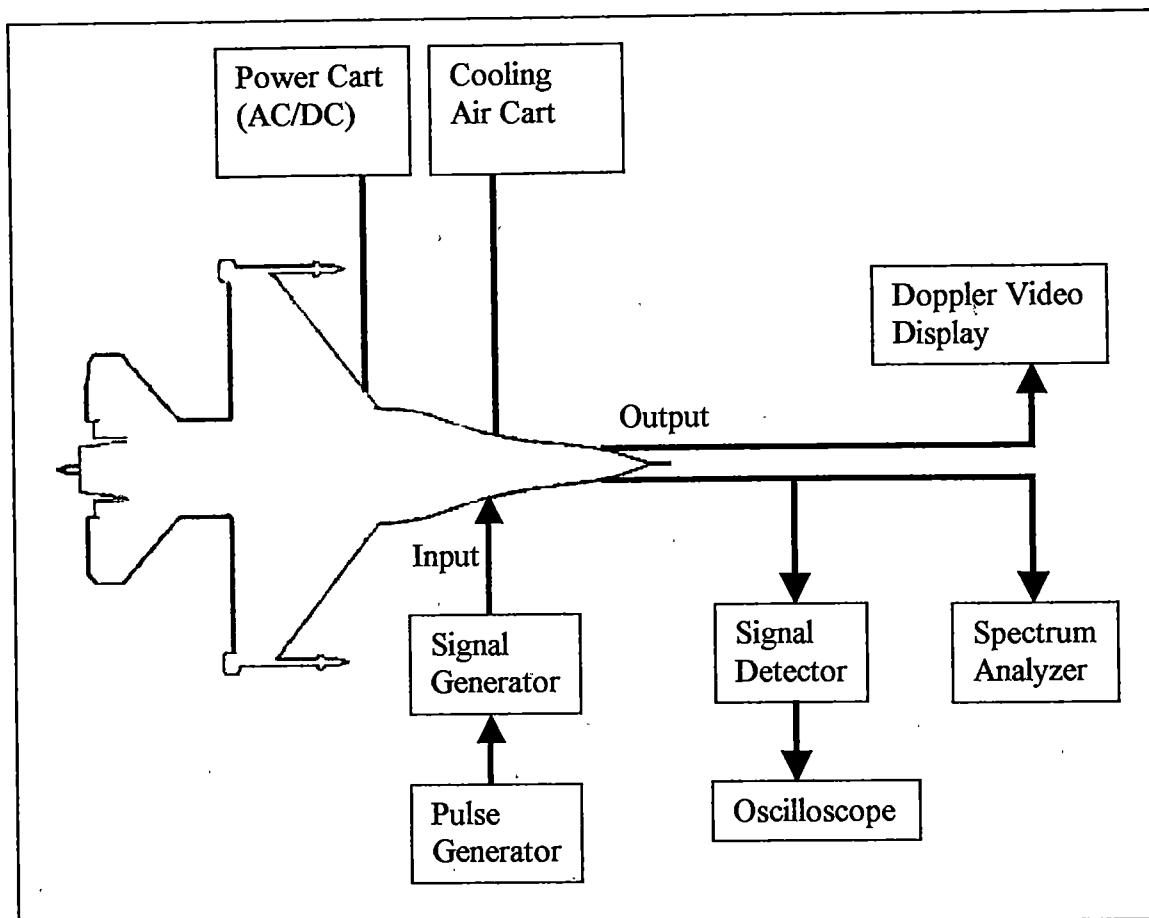 Power Cart
(AC/DC)
Cooling
Air Cart
Doppler Video
Display
Output
Input
Signal
Generator
Signal
Detector
Spectrum
Analyzer
Pulse
Generator
Oscilloscope